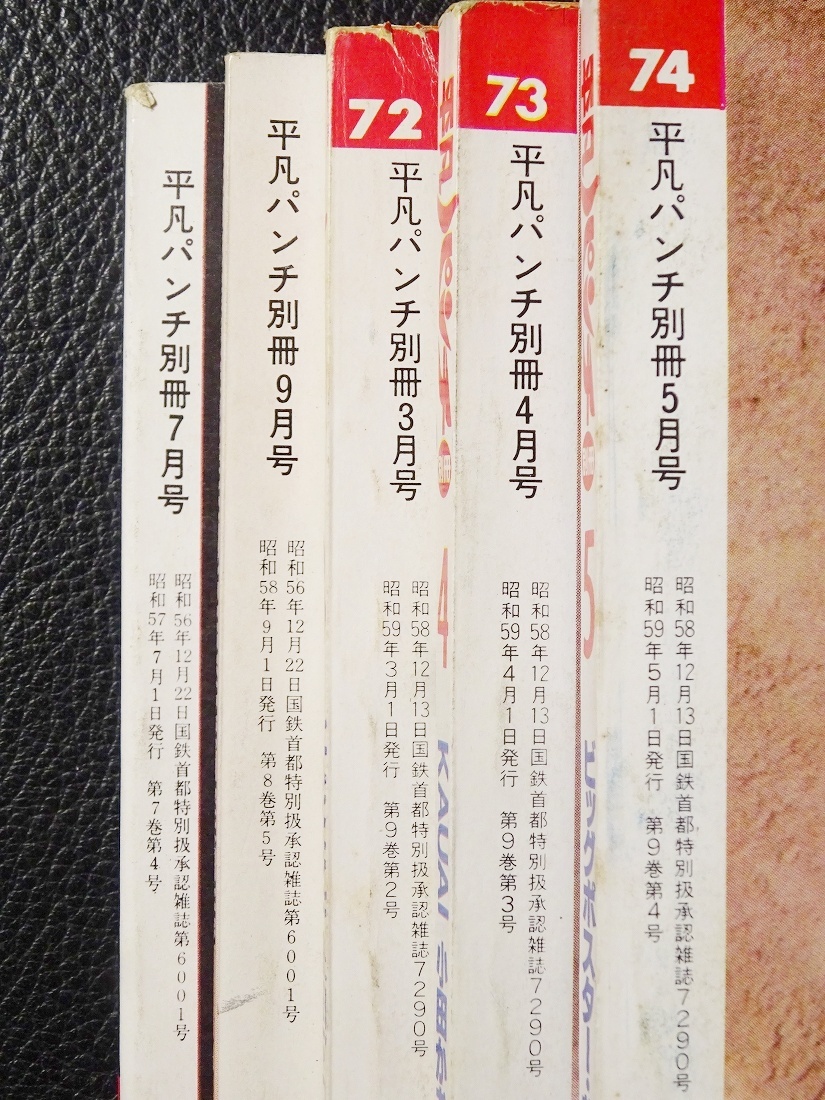 平凡パンチ別冊7月号
昭和56年12月22日国鉄首都特別扱承認雑誌第6001号
昭和57年7月1日発行 第7巻第4号
平凡パンチ別冊9月号
昭和56年12月22日国鉄首都特別扱承認雑誌第6001号
昭和58年9月1日発行 第8巻第5号
72
平凡パンチ別冊3月号
昭和58年12月13日国鉄首都特別扱承認雑誌7290号
昭和59年3月1日発行 第9巻第2号
4
KAUAI
73
平凡パンチ別冊4月号
昭和58年12月13日国鉄首都特別扱承認雑誌7290号
昭和59年4月1日発行 第9巻第3号
5
ビッグポスター
74
平凡パンチ別冊5月号
昭和58年12月13日国鉄首都特別扱承認雑誌7290号
昭和59年5月1日発行 第9巻第4号